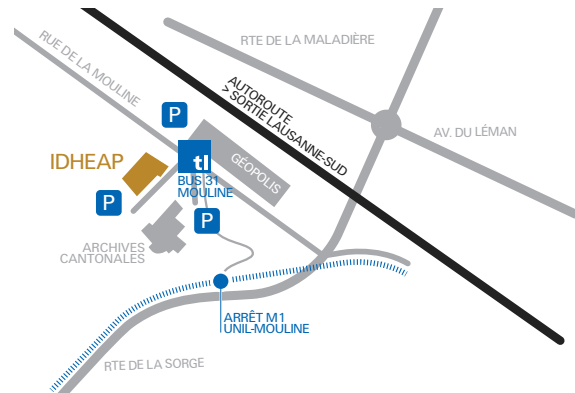 RTE DE LA MALADIÈRE
RUE DE LA MOULINE
AUTOROUTE
> SORTIE LAUSANNE-SUD
P
AV. DU LÉMAN
IDHEAP
tl
GÉOPOLIS
BUS 31
MOULINE
P
P
ARCHIVES
CANTONALES
ARRÊT M1
UNIL-MOULINE
RTE DE LA SORGE